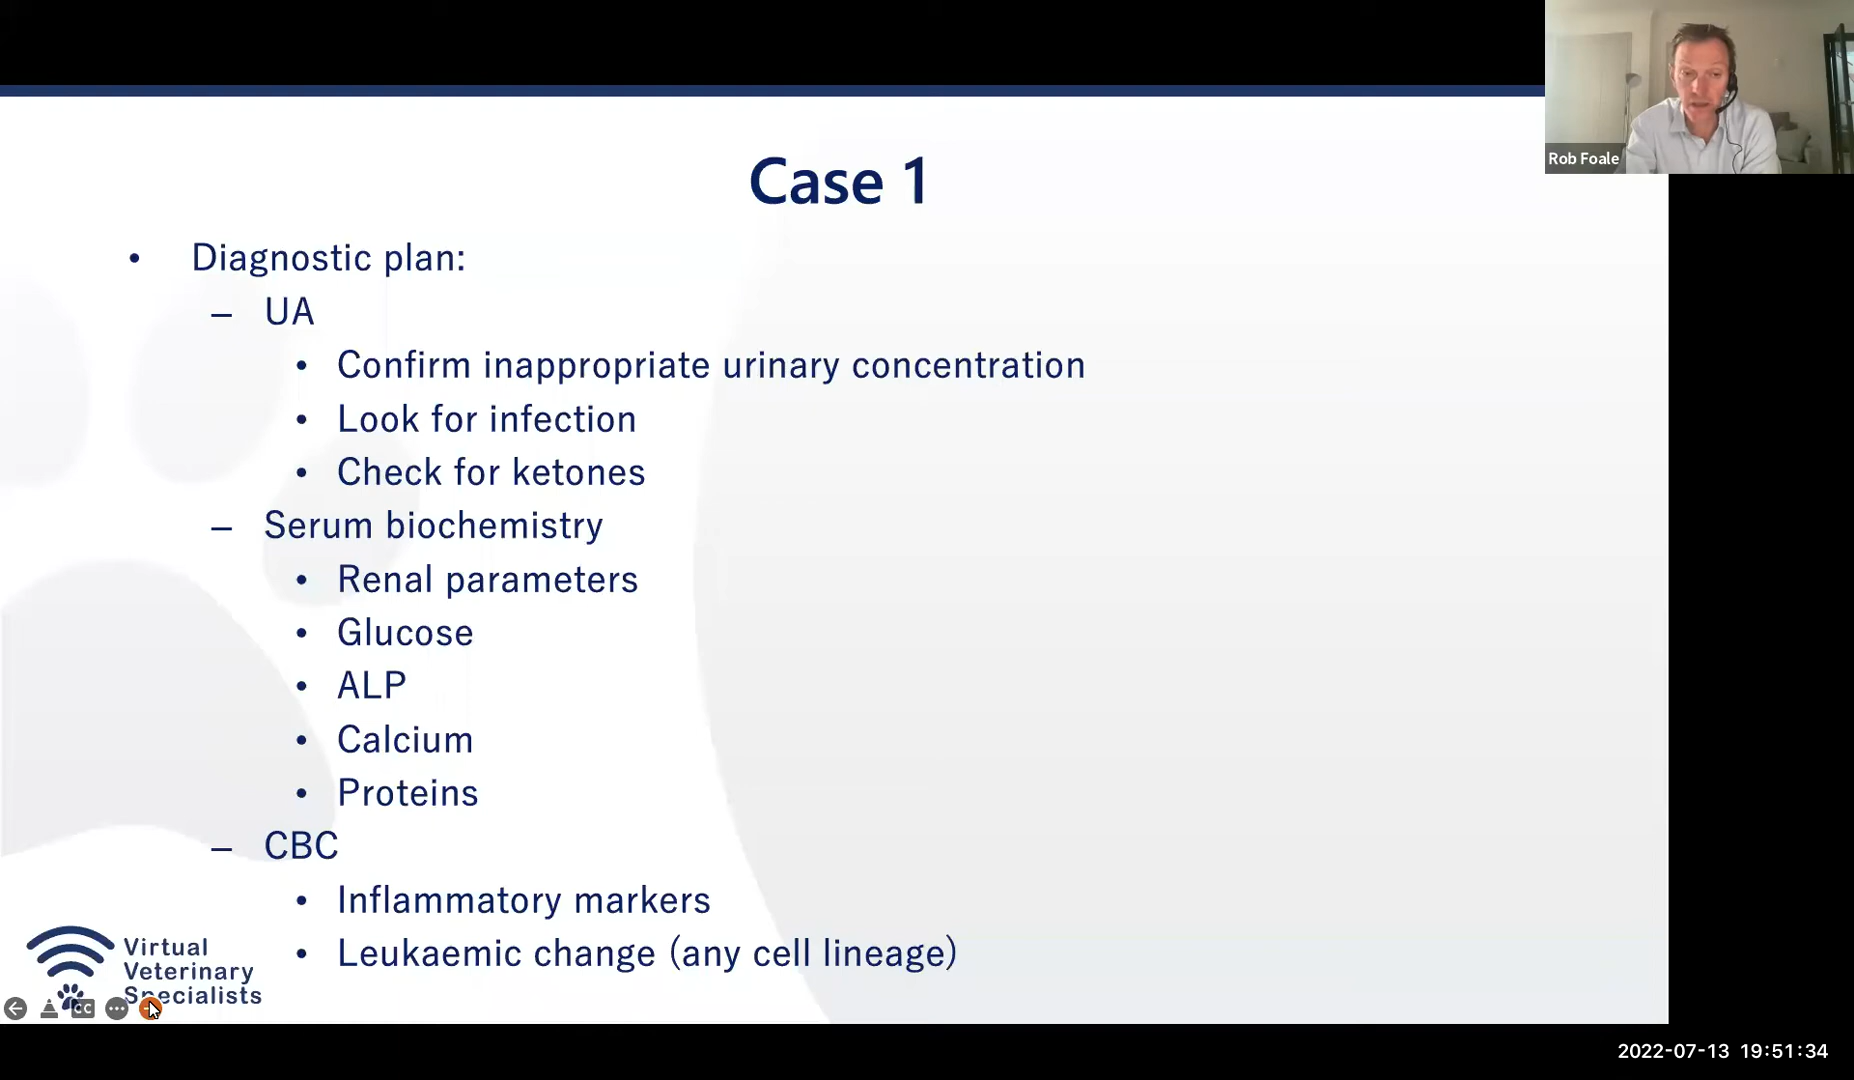 Rob Foale
Case 1
• Diagnostic plan:
– UA
• Confirm inappropriate urinary concentration
• Look for infection
• Check for ketones
– Serum biochemistry
• Renal parameters
• Glucose
• ALP
• Calcium
• Proteins
– CBC
• Inflammatory markers
• Leukaemic change (any cell lineage)
Virtual
Veterinary
Specialists
CC
2022-07-13 19:51:34